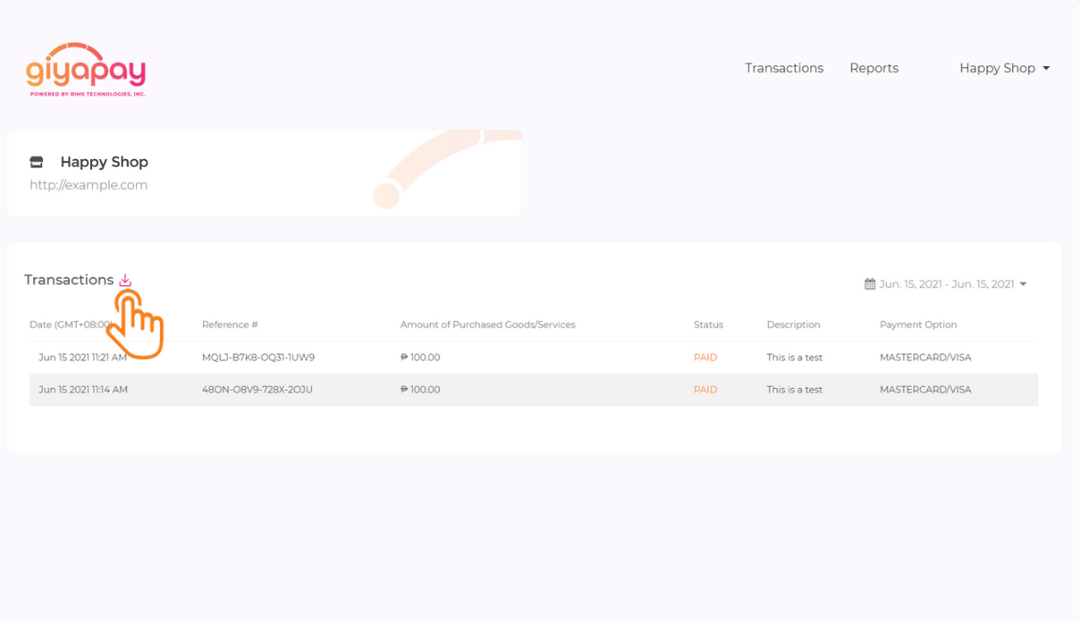 giyapay
POWERED BY BIMS TECHNOLOGIES, INC.
Transactions Reports Happy Shop
Happy Shop
http://example.com
Transactions
Jun. 15, 2021 - Jun. 15, 2021
Date (GMT+08:00) Reference # Amount of Purchased Goods/Services Status Description Payment Option
Jun 15 2021 11:21 AM MQLJ-B7K8-OQ31-1UW9 ₱ 100.00 PAID This is a test MASTERCARD/VISA
Jun 15 2021 11:14 AM 48ON-O8V9-728X-2OJU ₱ 100.00 PAID This is a test MASTERCARD/VISA